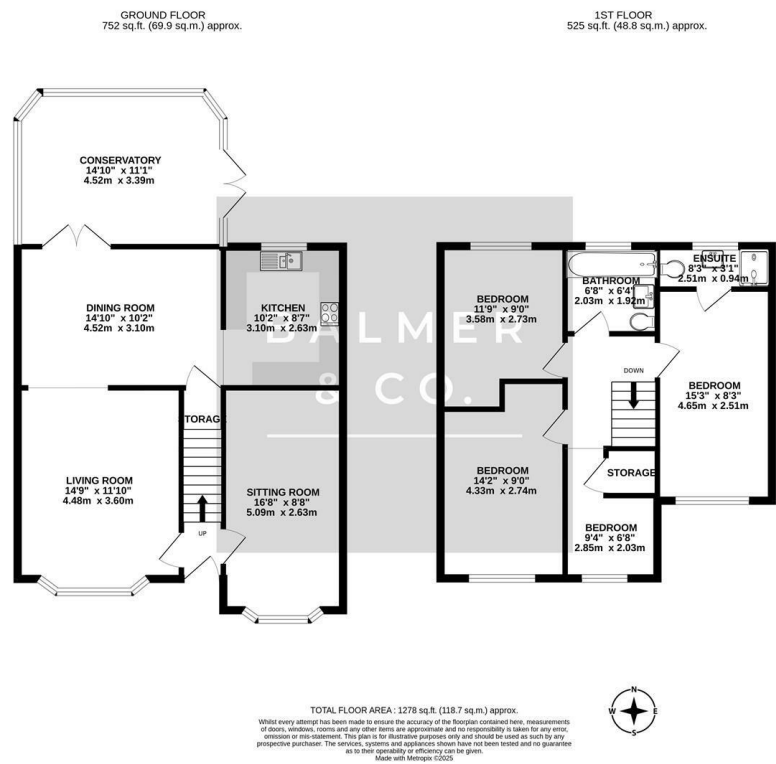 GROUND FLOOR
752 sq.ft. (69.9 sq.m.) approx.
1ST FLOOR
525 sq.ft. (48.8 sq.m.) approx.
CONSERVATORY
14'10" x 11'1"
4.52m x 3.39m
DINING ROOM
14'10" x 10'2"
4.52m x 3.10m
KITCHEN
10'2" x 8'7"
3.10m x 2.63m
STORAGE
LIVING ROOM
14'9" x 11'10"
4.48m x 3.60m
SITTING ROOM
16'8" x 8'8"
5.09m x 2.63m
UP
BALMER
& CO.
BEDROOM
11'9" x 9'0"
3.58m x 2.73m
BATHROOM
6'8" x 6'4"
2.03m x 1.92m
ENSUITE
8'3" x 3'1"
2.51m x 0.94m
DOWN
BEDROOM
15'3" x 8'3"
4.65m x 2.51m
BEDROOM
14'2" x 9'0"
4.33m x 2.74m
STORAGE
BEDROOM
9'4" x 6'8"
2.85m x 2.03m
N
W E
S
TOTAL FLOOR AREA : 1278 sq.ft. (118.7 sq.m.) approx.
Whilst every attempt has been made to ensure the accuracy of the floorplan contained here, measurements
of doors, windows, rooms and any other items are approximate and no responsibility is taken for any error,
omission or mis-statement. This plan is for illustrative purposes only and should be used as such by any
prospective purchaser. The services, systems and appliances shown have not been tested and no guarantee
as to their operability or efficiency can be given.
Made with Metropix ©2025